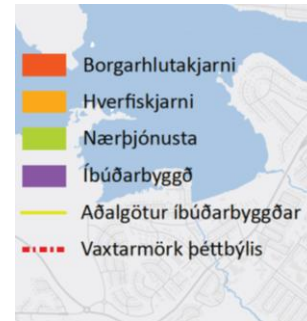 Borgarhlutakjarni
Hverfiskjarni
Nærþjónusta
Íbúðarbyggð
Aðalgötur íbúðarbyggðar
Vaxtarmörk þéttbýlis